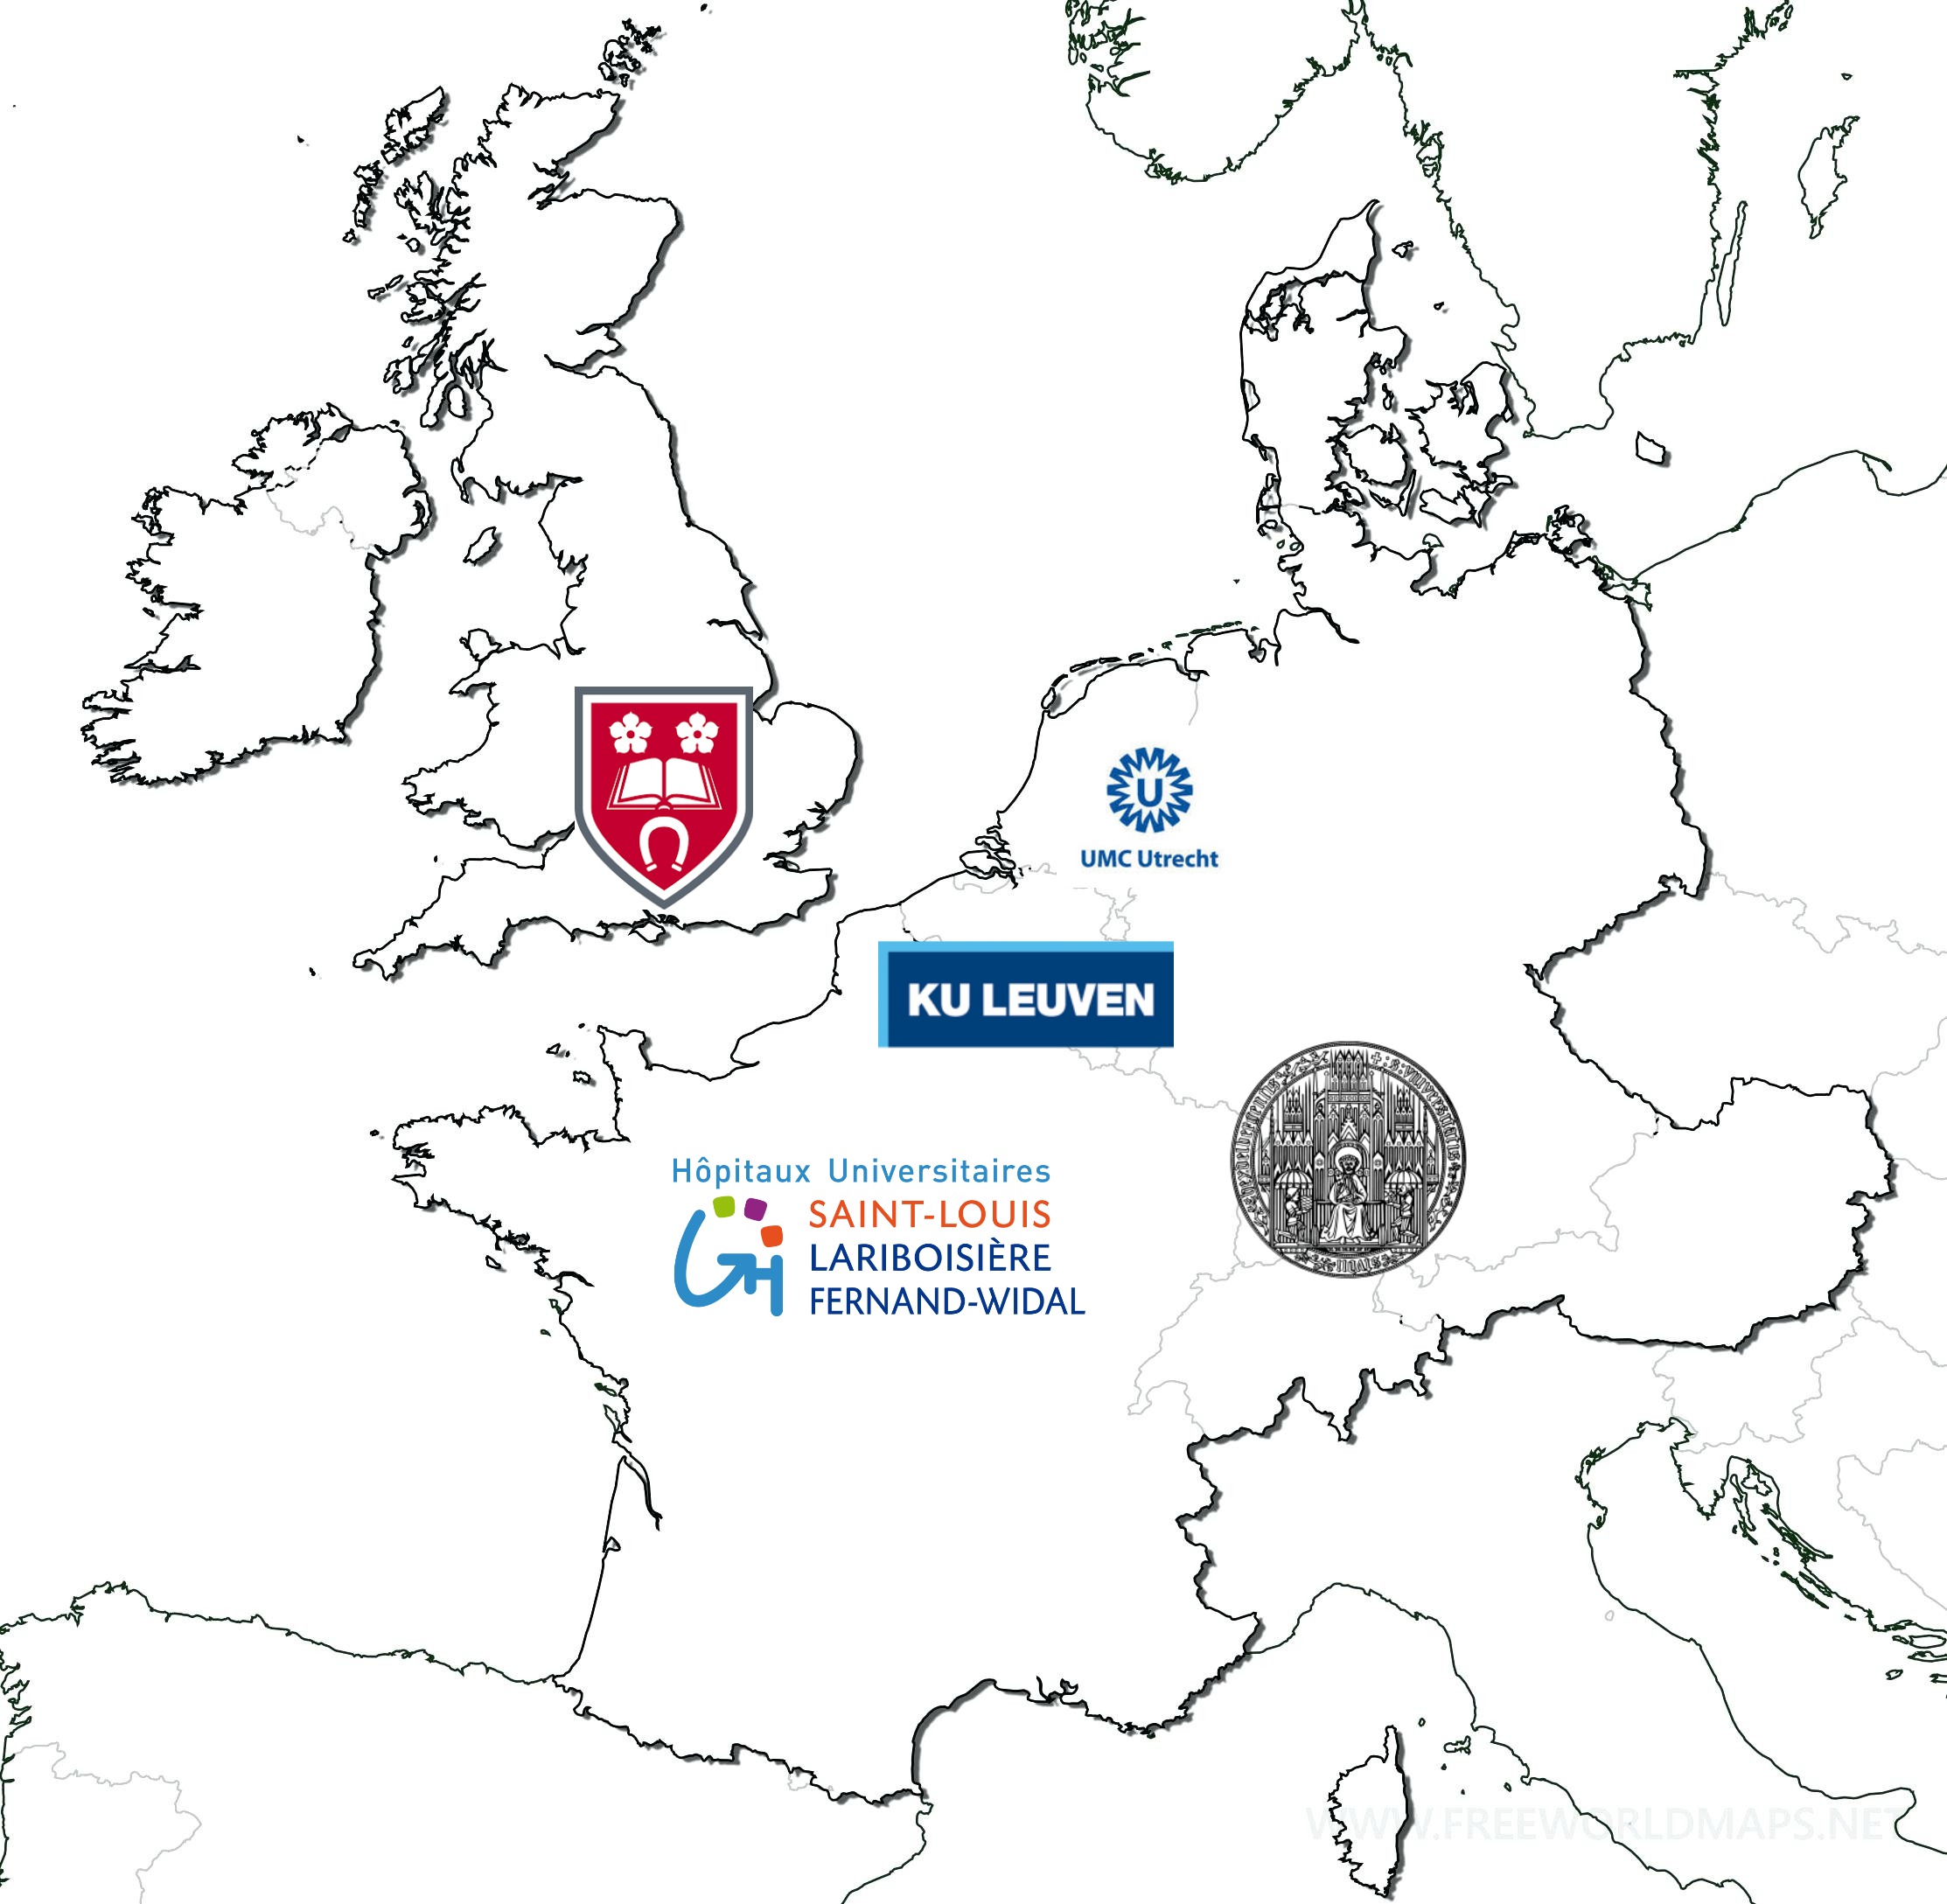 U
UMC Utrecht
KU LEUVEN
Hôpitaux Universitaires
SAINT-LOUIS
LARIBOISIÈRE
FERNAND-WIDAL
WWW.FREEWORLDMAPS.NET